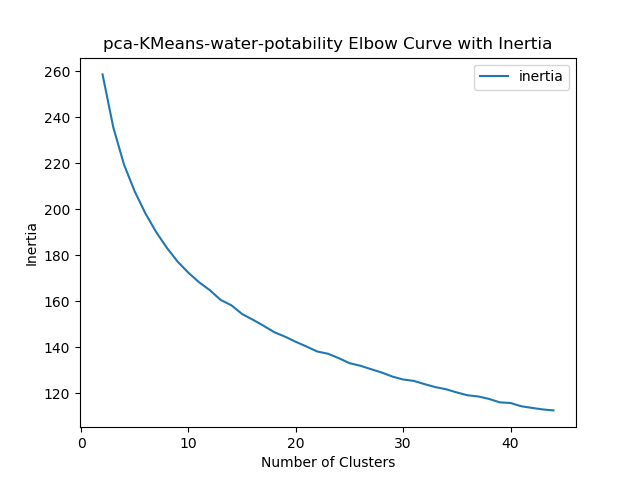 pca-KMeans-water-potability Elbow Curve with Inertia
inertia
260
240
220
200
180
160
140
120
Inertia
0 10 20 30 40
Number of Clusters